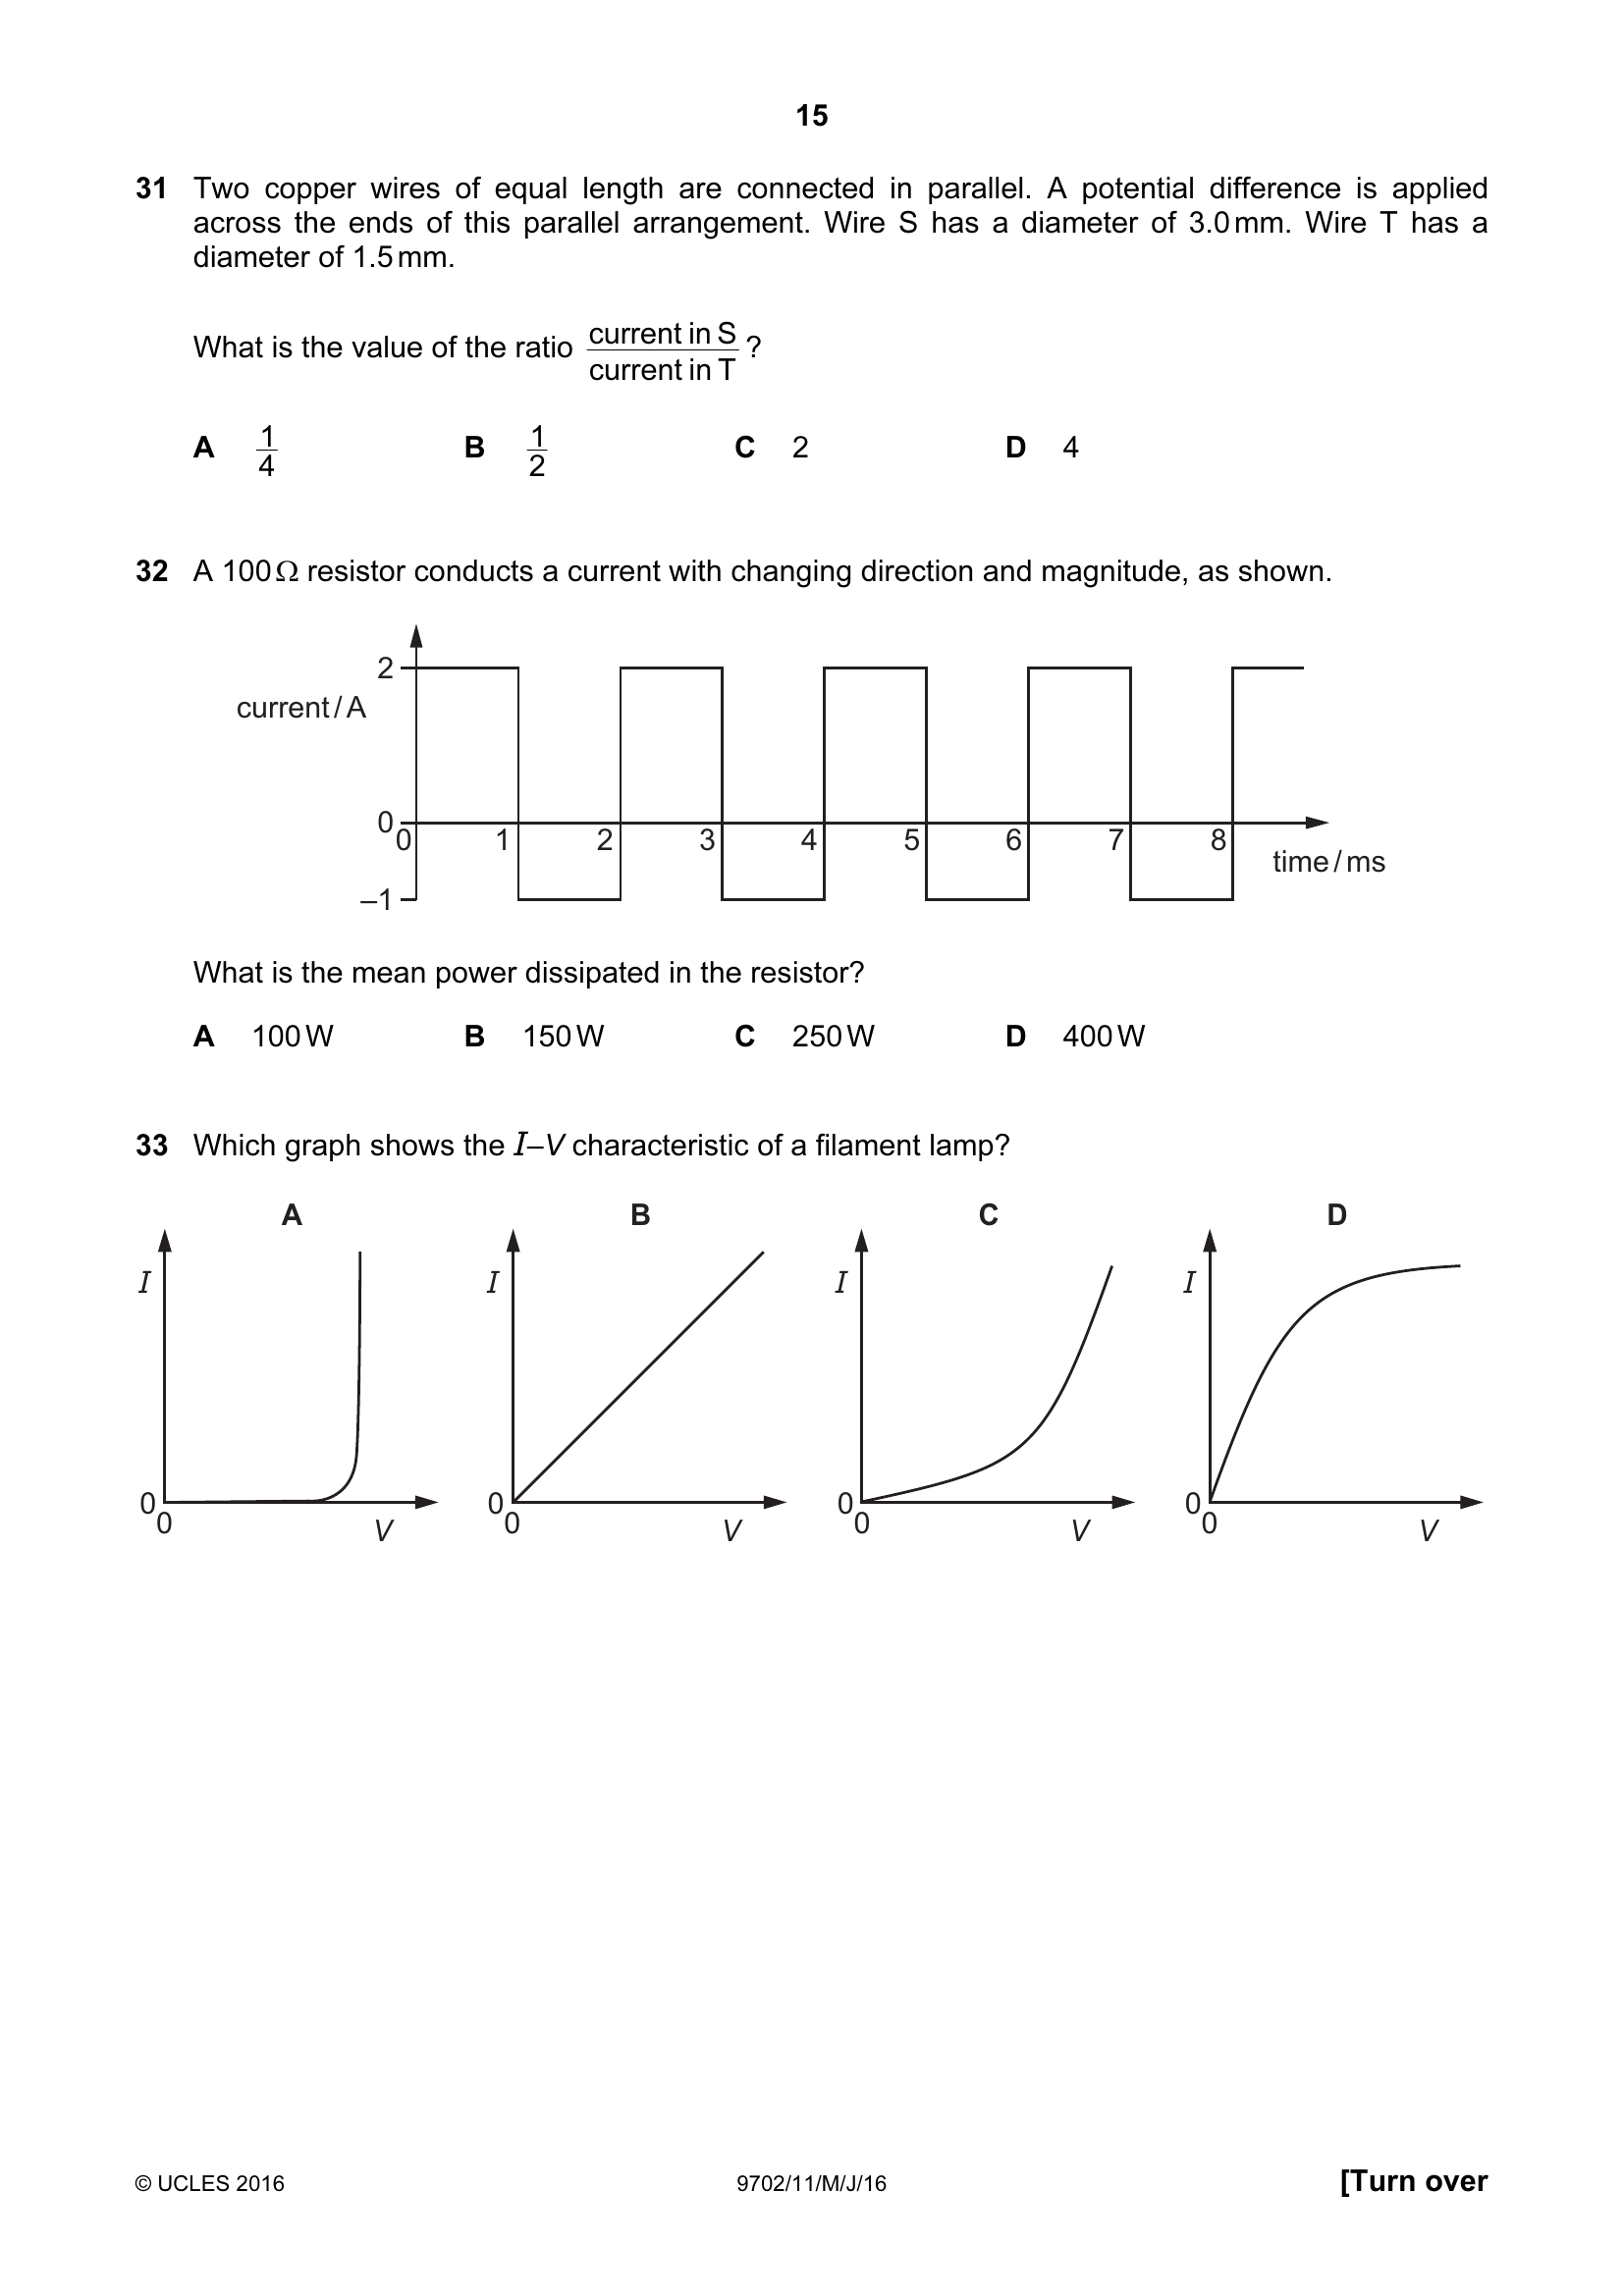 15
31 Two copper wires of equal length are connected in parallel. A potential difference is applied
across the ends of this parallel arrangement. Wire S has a diameter of 3.0 mm. Wire T has a
diameter of 1.5 mm.
What is the value of the ratio current in S / current in T ?
A 1/4 B 1/2 C 2 D 4
32 A 100 Ω resistor conducts a current with changing direction and magnitude, as shown.
2
current / A
0
0 1 2 3 4 5 6 7 8
time / ms
–1
What is the mean power dissipated in the resistor?
A 100 W B 150 W C 250 W D 400 W
33 Which graph shows the I–V characteristic of a filament lamp?
A B C D
I I I I
0 0 0 0
0 V 0 V 0 V 0 V
© UCLES 2016 9702/11/M/J/16 [Turn over